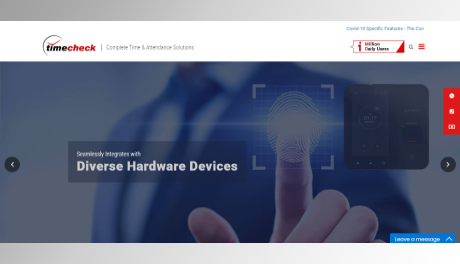 Covid-19 Specific Features - The Con
timecheck | Complete Time & Attendance Solutions
1 Million
Daily Users
Seamlessly Integrates with
Diverse Hardware Devices
Leave a message